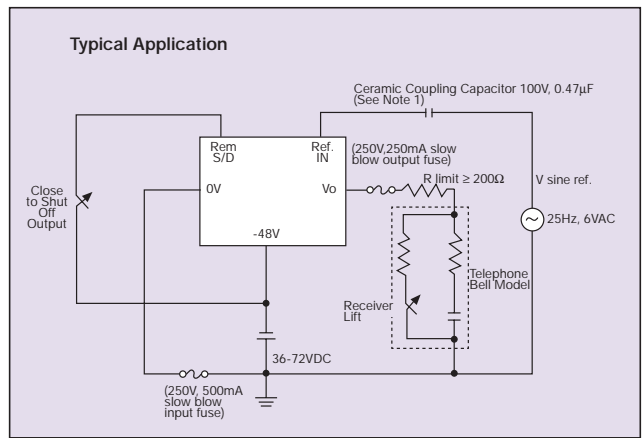 Typical Application
Ceramic Coupling Capacitor 100V, 0.47µF
(See Note 1)
Rem
S/D
Ref.
IN
(250V,250mA slow
blow output fuse)
R limit ≥ 200Ω
V sine ref.
0V
Vo
Close
to Shut
Off
Output
25Hz, 6VAC
-48V
Telephone
Bell Model
Receiver
Lift
36-72VDC
(250V, 500mA
slow blow
input fuse)